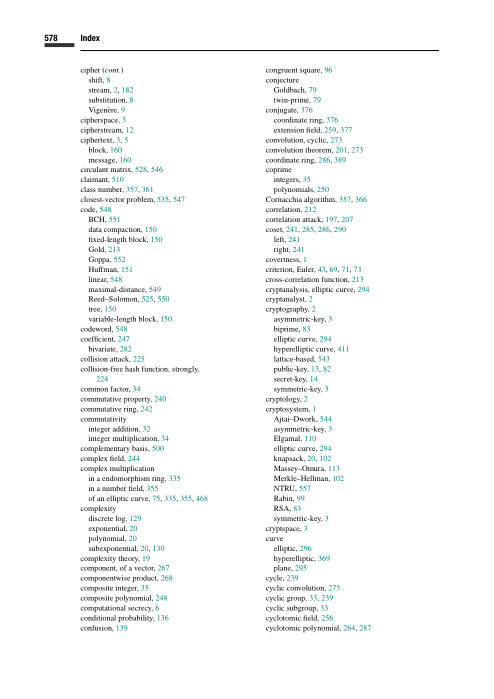 578
Index
cipher (cont.)
shift, 8
stream, 2, 182
substitution, 8
Vigenère, 9
cipherspace, 3
cipherstream, 12
ciphertext, 3, 5
block, 160
message, 160
circulant matrix, 528, 546
claimant, 510
class number, 357, 361
closest-vector problem, 535, 547
code, 548
BCH, 551
data compaction, 150
fixed-length block, 150
Gold, 213
Goppa, 552
Huffman, 151
linear, 548
maximal-distance, 549
Reed–Solomon, 525, 550
tree, 150
variable-length block, 150
codeword, 548
coefficient, 247
bivariate, 282
collision attack, 225
collision-free hash function, strongly,
224
common factor, 34
commutative property, 240
commutative ring, 242
commutativity
integer addition, 32
integer multiplication, 34
complementary basis, 500
complex field, 244
complex multiplication
in a endomorphism ring, 335
in a number field, 355
of an elliptic curve, 75, 335, 355, 468
complexity
discrete log, 129
exponential, 20
polynomial, 20
subexponential, 20, 130
complexity theory, 19
component, of a vector, 267
componentwise product, 268
composite integer, 35
composite polynomial, 248
computational secrecy, 6
conditional probability, 136
confusion, 139
congruent square, 96
conjecture
Goldbach, 79
twin-prime, 79
conjugate, 376
coordinate ring, 376
extension field, 259, 377
convolution, cyclic, 273
convolution theorem, 201, 273
coordinate ring, 286, 389
coprime
integers, 35
polynomials, 250
Cornacchia algorithm, 357, 366
correlation, 212
correlation attack, 197, 207
coset, 241, 285, 286, 290
left, 241
right, 241
covertness, 1
criterion, Euler, 43, 69, 71, 73
cross-correlation function, 213
cryptanalysis, elliptic curve, 294
cryptanalyst, 2
cryptography, 2
asymmetric-key, 3
biprime, 83
elliptic curve, 294
hyperelliptic curve, 411
lattice-based, 543
public-key, 13, 82
secret-key, 14
symmetric-key, 3
cryptology, 2
cryptosystem, 1
Ajtai–Dwork, 544
asymmetric-key, 3
Elgamal, 110
elliptic curve, 294
knapsack, 20, 102
Massey–Omura, 113
Merkle–Hellman, 102
NTRU, 557
Rabin, 99
RSA, 83
symmetric-key, 3
cryptspace, 3
curve
elliptic, 296
hyperelliptic, 369
plane, 295
cycle, 239
cyclic convolution, 273
cyclic group, 33, 239
cyclic subgroup, 33
cyclotomic field, 256
cyclotomic polynomial, 264, 287